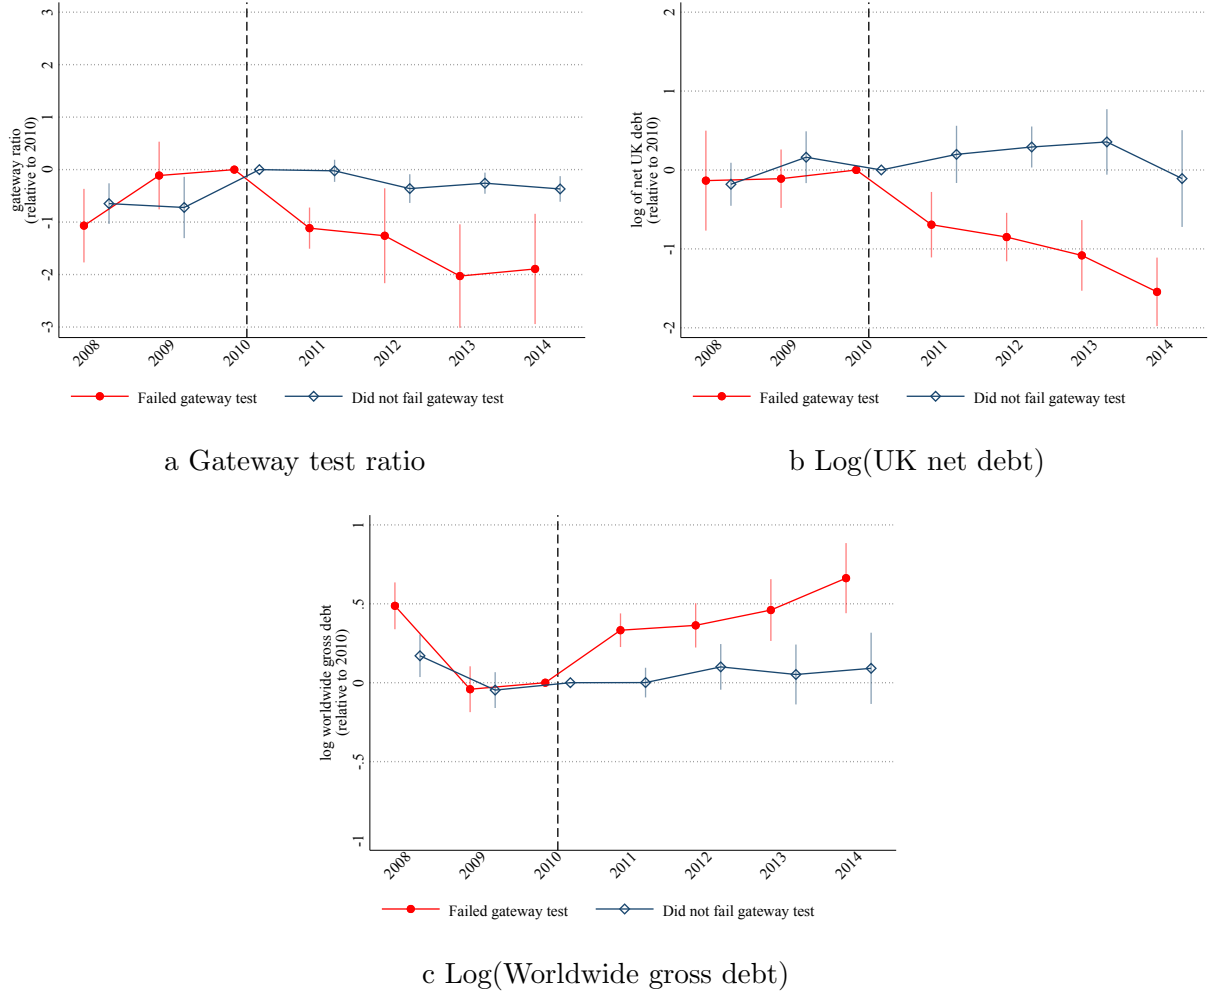 3
2
1
0
-1
-2
-3
gateway ratio
(relative to 2010)
2008
2009
2010
2011
2012
2013
2014
Failed gateway test
Did not fail gateway test
a Gateway test ratio
2
1
0
-1
-2
log of net UK debt
(relative to 2010)
2008
2009
2010
2011
2012
2013
2014
Failed gateway test
Did not fail gateway test
b Log(UK net debt)
1
.5
0
-.5
-1
log worldwide gross debt
(relative to 2010)
2008
2009
2010
2011
2012
2013
2014
Failed gateway test
Did not fail gateway test
c Log(Worldwide gross debt)